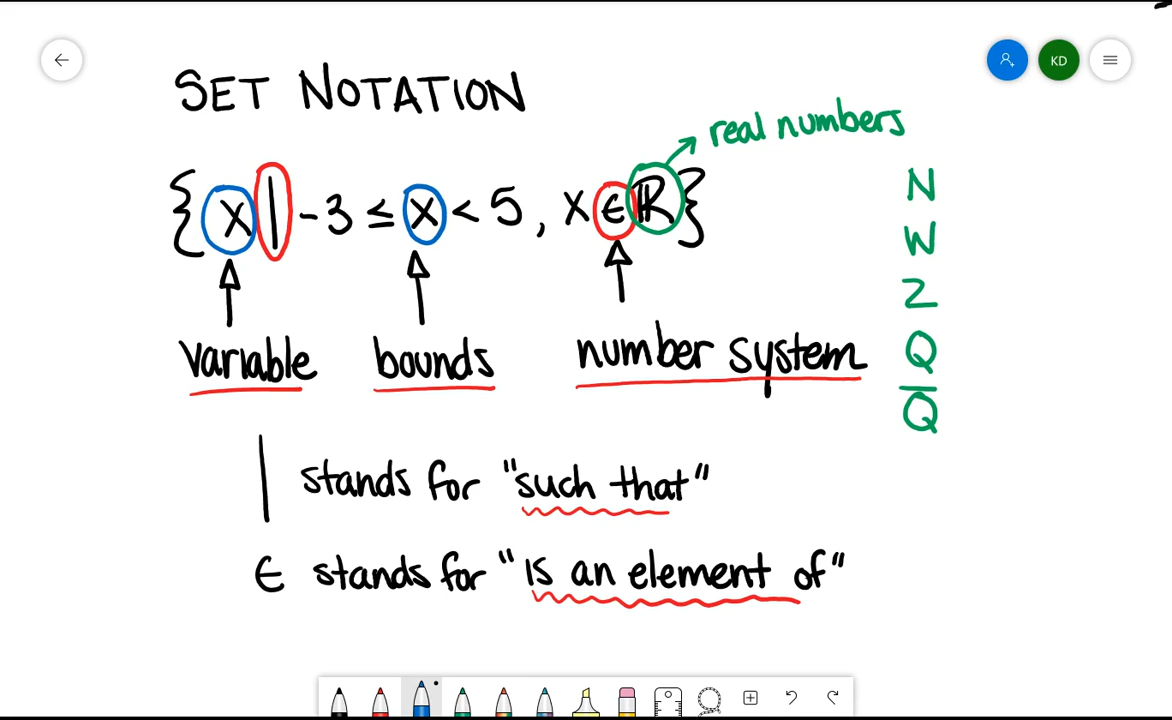 SET NOTATION
KD
real numbers
{x | -3 ≤ x < 5, x ∈ ℝ}
N
W
Z
Q
Q̅
variable bounds number system
| stands for "such that"
∈ stands for "is an element of"